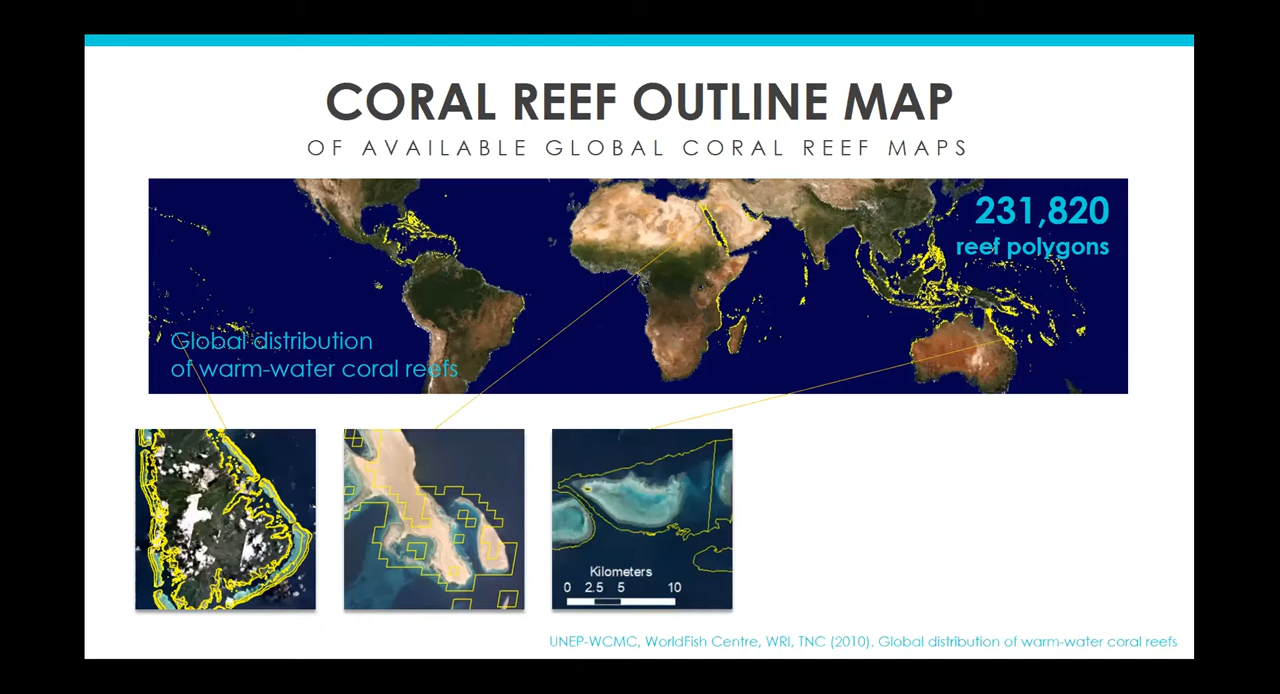 CORAL REEF OUTLINE MAP
OF AVAILABLE GLOBAL CORAL REEF MAPS
231,820
reef polygons
Global distribution
of warm-water coral reefs
Kilometers
0 2.5 5 10
UNEP-WCMC, WorldFish Centre, WRI, TNC (2010). Global distribution of warm-water coral reefs